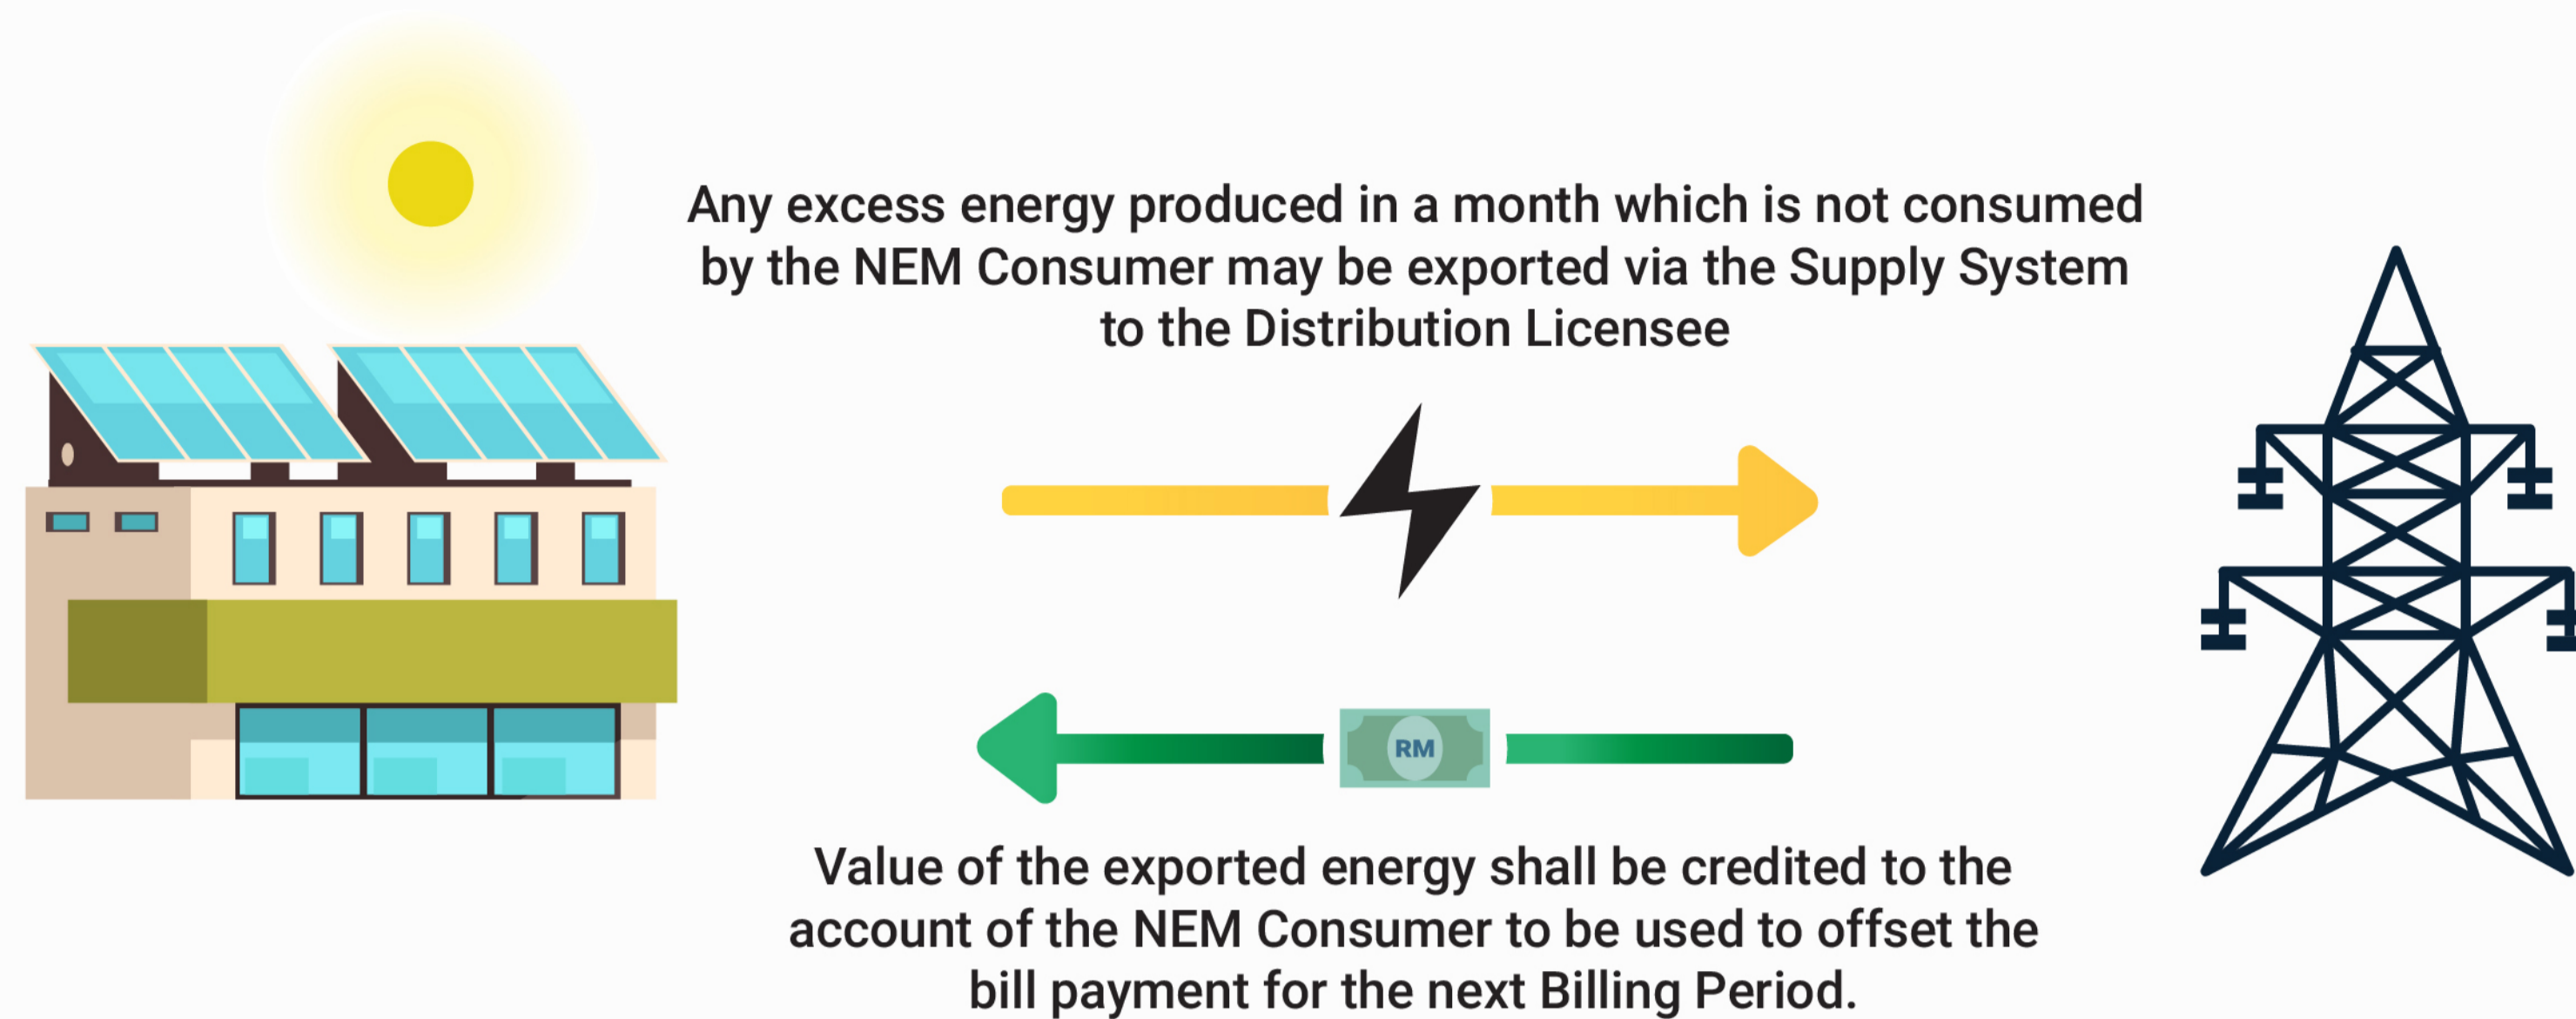 Any excess energy produced in a month which is not consumed
by the NEM Consumer may be exported via the Supply System
to the Distribution Licensee
RM
Value of the exported energy shall be credited to the
account of the NEM Consumer to be used to offset the
bill payment for the next Billing Period.